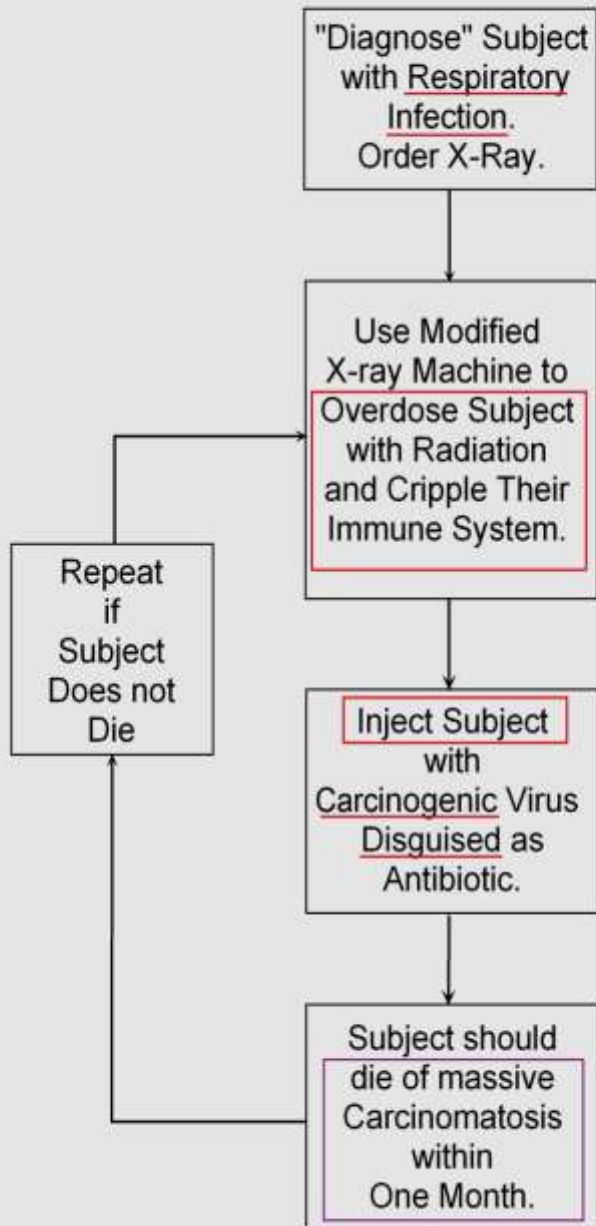 "Diagnose" Subject
with Respiratory
Infection.
Order X-Ray.
Use Modified
X-ray Machine to
Overdose Subject
with Radiation
and Cripple Their
Immune System.
Repeat
if
Subject
Does not
Die
Inject Subject
with
Carcinogenic Virus
Disguised as
Antibiotic.
Subject should
die of massive
Carcinomatosis
within
One Month.